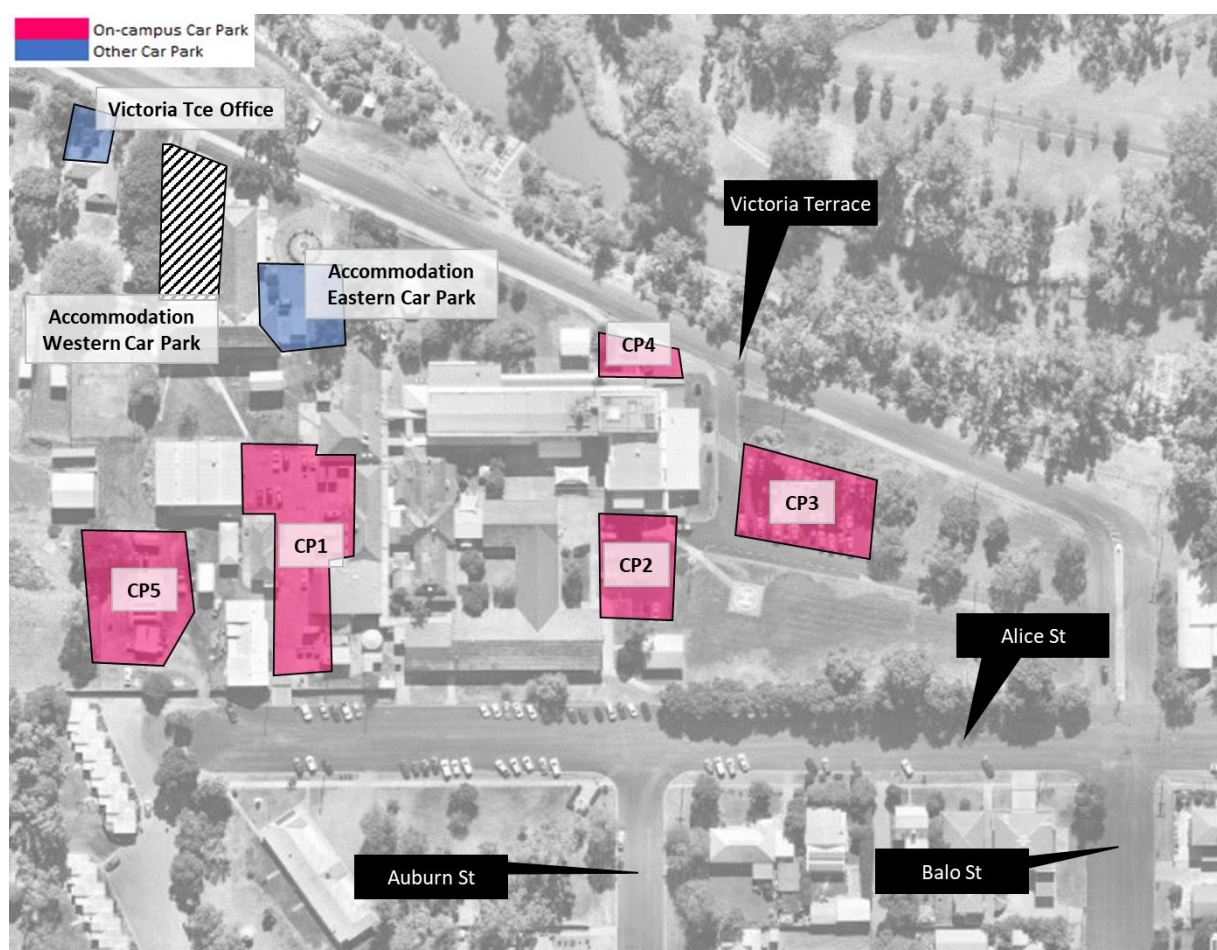 On-campus Car Park
Other Car Park
Victoria Tce Office
Victoria Terrace
Accommodation
Eastern Car Park
Accommodation
Western Car Park
CP4
CP3
CP1
CP2
CP5
H
Alice St
Auburn St
Balo St